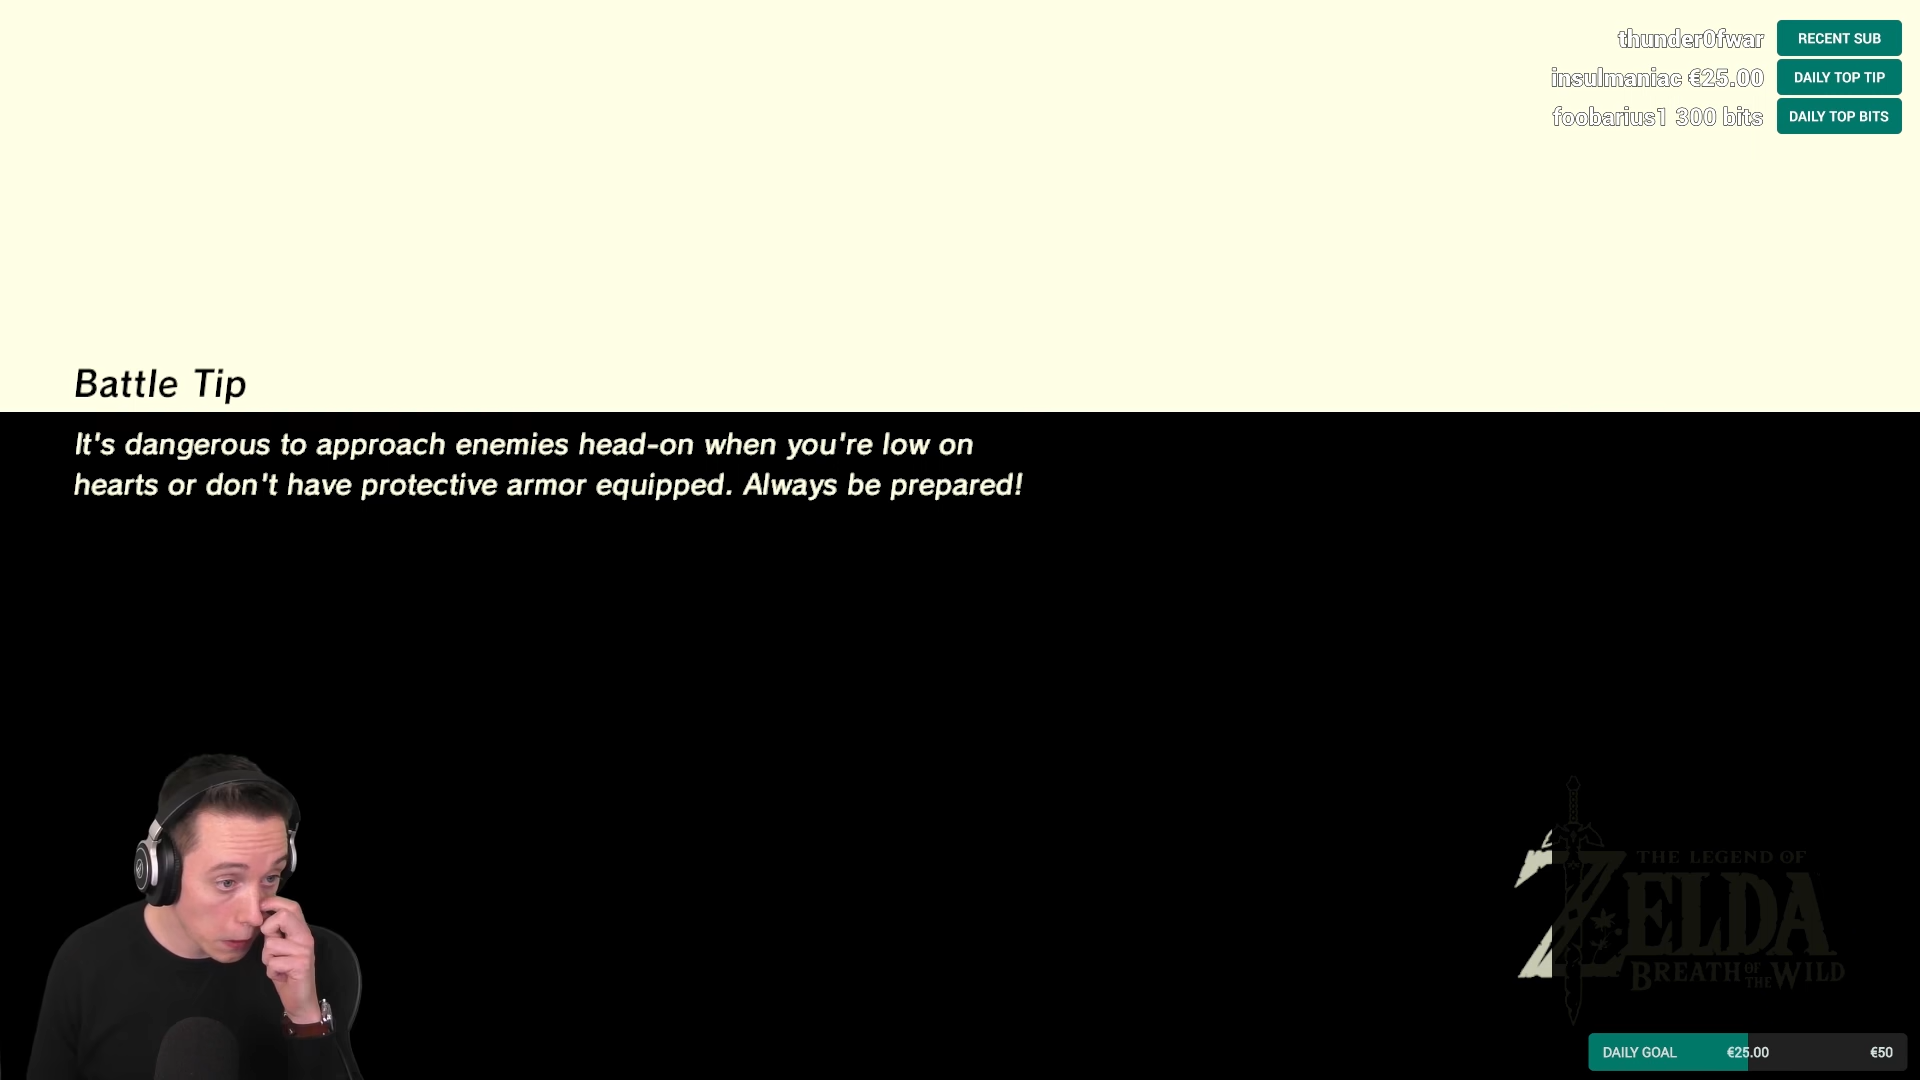 thunder0fwar RECENT SUB
insulmaniac €25.00 DAILY TOP TIP
foobarius1 300 bits DAILY TOP BITS
Battle Tip
It's dangerous to approach enemies head-on when you're low on
hearts or don't have protective armor equipped. Always be prepared!
THE LEGEND OF
ZELDA
BREATH OF THE WILD
DAILY GOAL €25.00 €50